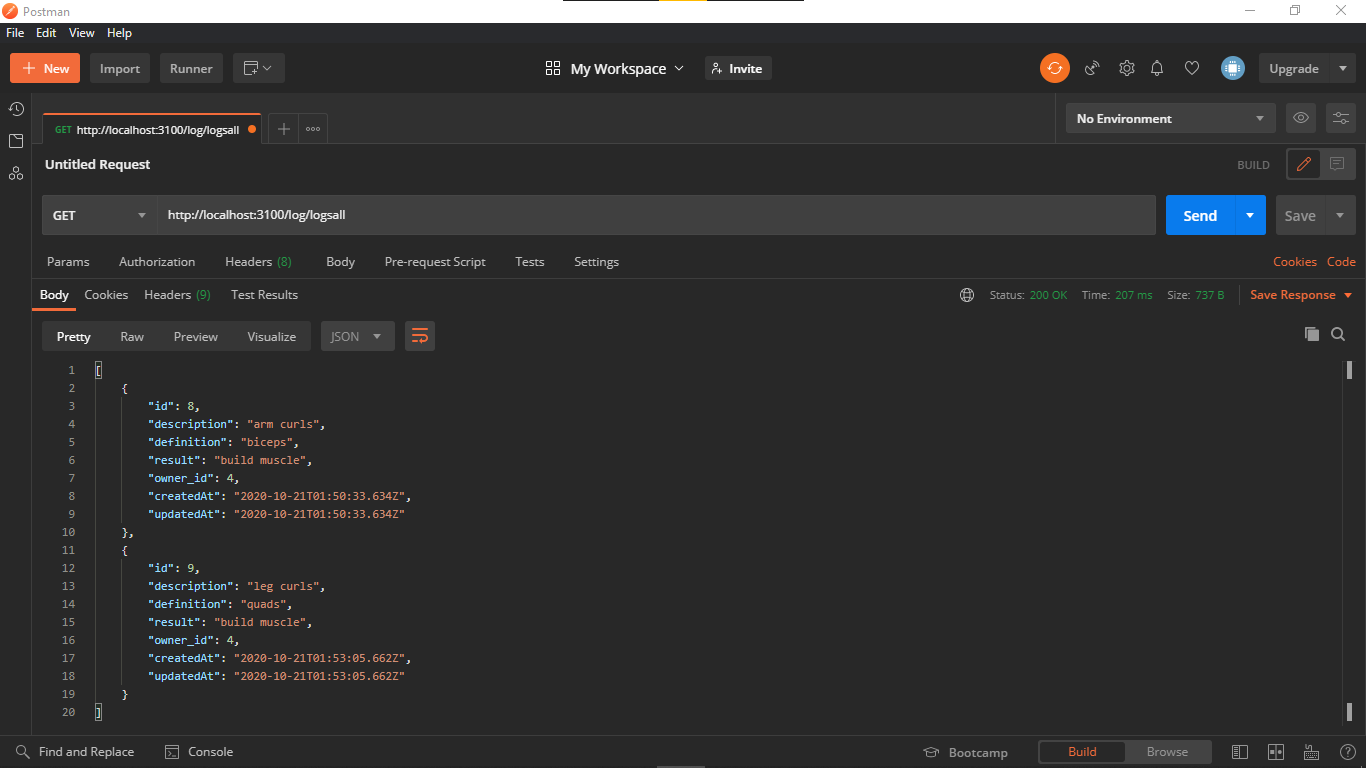 Postman
File Edit View Help
New Import Runner My Workspace Invite Upgrade
GET http://localhost:3100/log/logsall No Environment
Untitled Request BUILD
GET http://localhost:3100/log/logsall Send Save
Params Authorization Headers (8) Body Pre-request Script Tests Settings Cookies Code
Body Cookies Headers (9) Test Results Status: 200 OK Time: 207 ms Size: 737 B Save Response
Pretty Raw Preview Visualize JSON
1 [
2 {
3 "id": 8,
4 "description": "arm curls",
5 "definition": "biceps",
6 "result": "build muscle",
7 "owner_id": 4,
8 "createdAt": "2020-10-21T01:50:33.634Z",
9 "updatedAt": "2020-10-21T01:50:33.634Z"
10 },
11 {
12 "id": 9,
13 "description": "leg curls",
14 "definition": "quads",
15 "result": "build muscle",
16 "owner_id": 4,
17 "createdAt": "2020-10-21T01:53:05.662Z",
18 "updatedAt": "2020-10-21T01:53:05.662Z"
19 }
20 ]
Find and Replace Console Bootcamp Build Browse